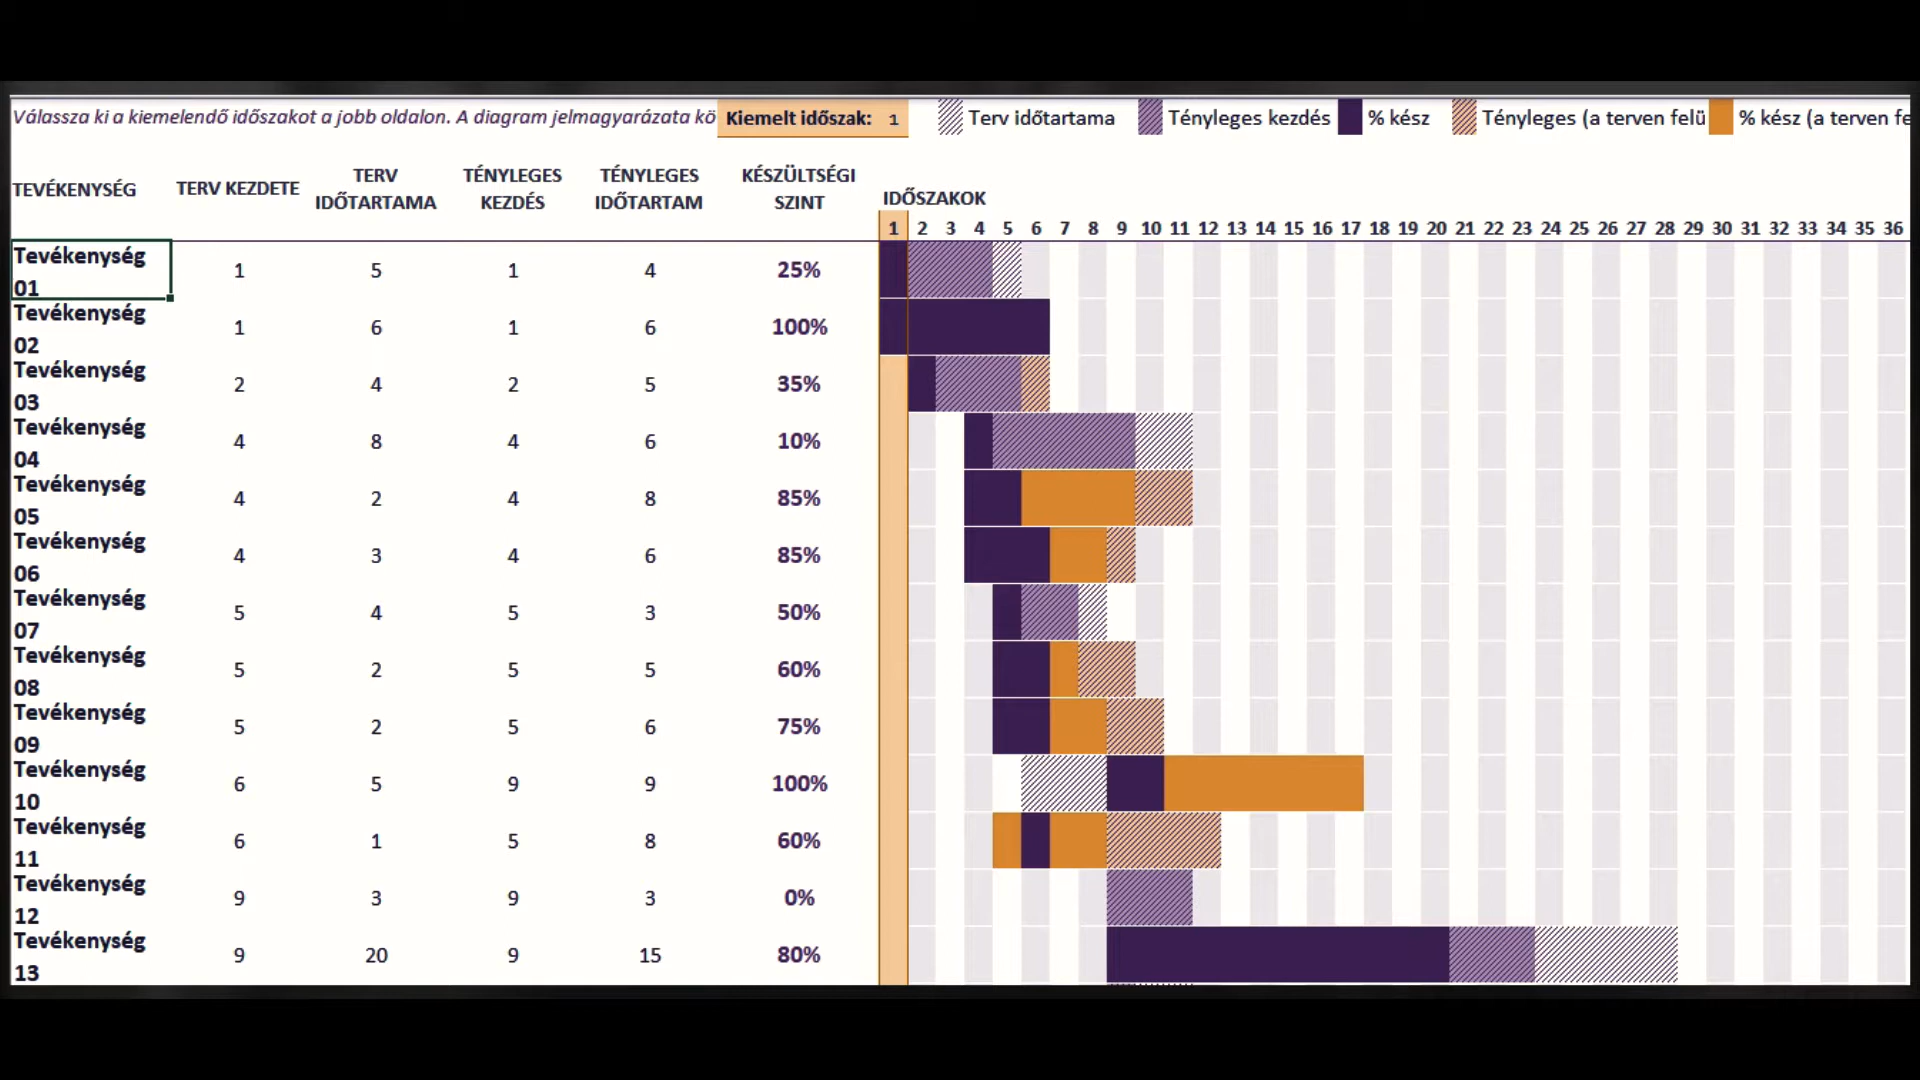 Válassza ki a kiemelendő időszakot a jobb oldalon. A diagram jelmagyarázata kö Kiemelt időszak: 1 Terv időtartama Tényleges kezdés % kész Tényleges (a terven felü % kész (a terven fe
TEVÉKENYSÉG TERV KEZDETE TERV IDŐTARTAMA TÉNYLEGES KEZDÉS TÉNYLEGES IDŐTARTAM KÉSZÜLTSÉGI SZINT IDŐSZAKOK
1 2 3 4 5 6 7 8 9 10 11 12 13 14 15 16 17 18 19 20 21 22 23 24 25 26 27 28 29 30 31 32 33 34 35 36
Tevékenység 01 1 5 1 4 25%
Tevékenység 02 1 6 1 6 100%
Tevékenység 03 2 4 2 5 35%
Tevékenység 04 4 8 4 6 10%
Tevékenység 05 4 2 4 8 85%
Tevékenység 06 4 3 4 6 85%
Tevékenység 07 5 4 5 3 50%
Tevékenység 08 5 2 5 5 60%
Tevékenység 09 5 2 5 6 75%
Tevékenység 10 6 5 9 9 100%
Tevékenység 11 6 1 5 8 60%
Tevékenység 12 9 3 9 3 0%
Tevékenység 13 9 20 9 15 80%